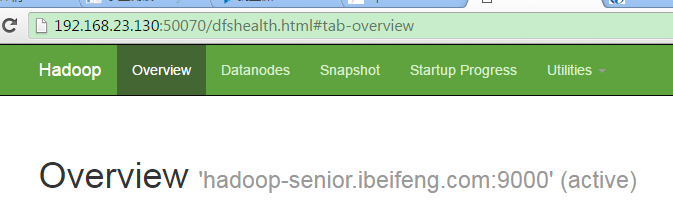 192.168.23.130:50070/dfshealth.html#tab-overview
Hadoop Overview Datanodes Snapshot Startup Progress Utilities
Overview 'hadoop-senior.ibeifeng.com:9000' (active)